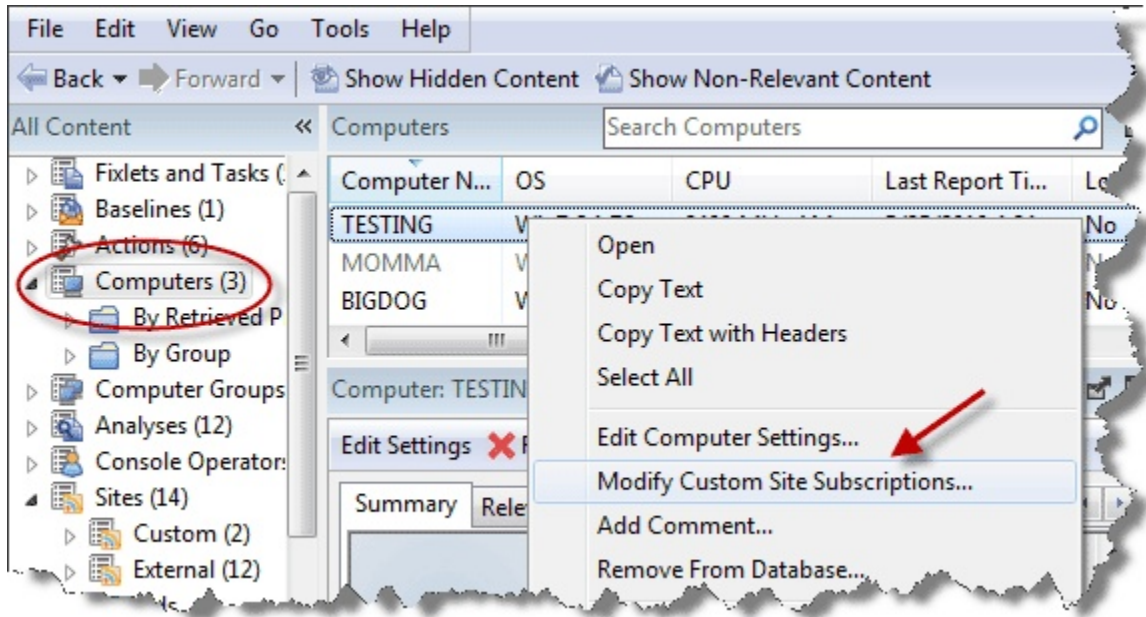 File Edit View Go Tools Help
Back Forward Show Hidden Content Show Non-Relevant Content
All Content
Fixlets and Tasks (
Baselines (1)
Actions (6)
Computers (3)
By Retrieved P
By Group
Computer Groups
Analyses (12)
Console Operator
Sites (14)
Custom (2)
External (12)
Computers Search Computers
Computer N... OS CPU Last Report Ti...
TESTING No
MOMMA
BIGDOG No
Computer: TESTIN
Edit Settings
Summary Rele
Open
Copy Text
Copy Text with Headers
Select All
Edit Computer Settings...
Modify Custom Site Subscriptions...
Add Comment...
Remove From Database...